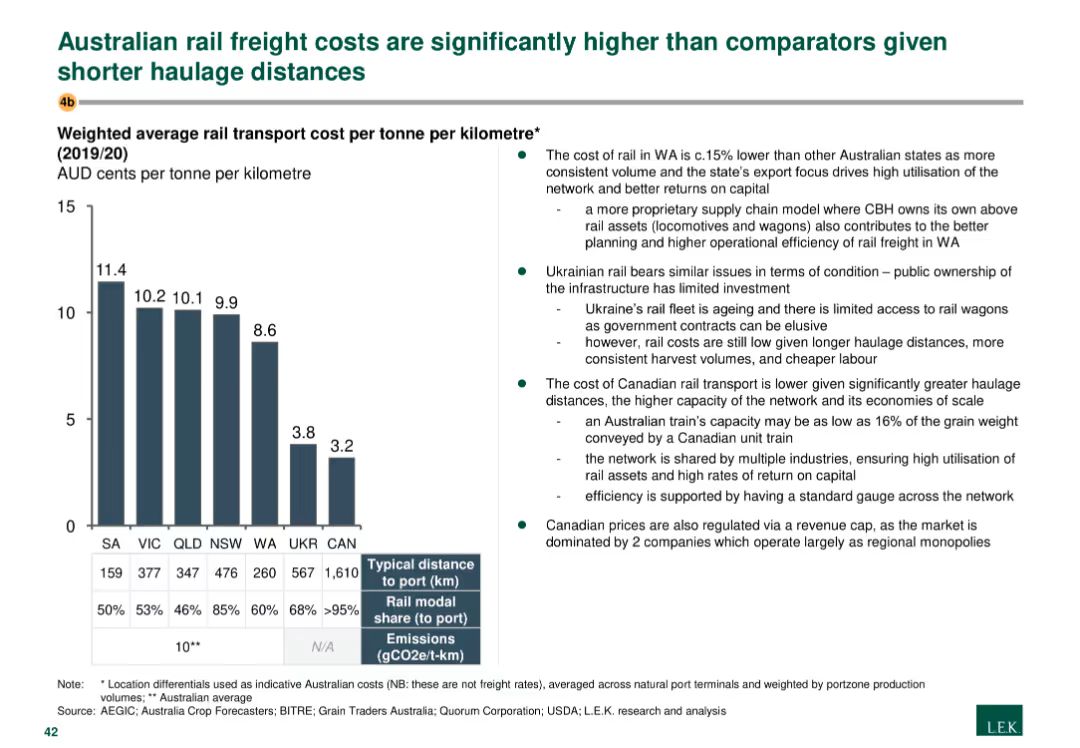 Australian rail freight costs are significantly higher than comparators given
shorter haulage distances
4b
Weighted average rail transport cost per tonne per kilometre*
(2019/20)
AUD cents per tonne per kilometre
15
10
5
0
11.4
10.2
10.1
9.9
8.6
3.8
3.2
SA VIC QLD NSW WA UKR CAN
159 377 347 476 260 567 1,610 Typical distance
to port (km)
50% 53% 46% 85% 60% 68% >95% Rail modal
share (to port)
10** N/A Emissions
(gCO2e/t-km)
● The cost of rail in WA is c.15% lower than other Australian states as more
consistent volume and the state's export focus drives high utilisation of the
network and better returns on capital
- a more proprietary supply chain model where CBH owns its own above
rail assets (locomotives and wagons) also contributes to the better
planning and higher operational efficiency of rail freight in WA
● Ukrainian rail bears similar issues in terms of condition – public ownership of
the infrastructure has limited investment
- Ukraine's rail fleet is ageing and there is limited access to rail wagons
as government contracts can be elusive
- however, rail costs are still low given longer haulage distances, more
consistent harvest volumes, and cheaper labour
● The cost of Canadian rail transport is lower given significantly greater haulage
distances, the higher capacity of the network and its economies of scale
- an Australian train's capacity may be as low as 16% of the grain weight
conveyed by a Canadian unit train
- the network is shared by multiple industries, ensuring high utilisation of
rail assets and high rates of return on capital
- efficiency is supported by having a standard gauge across the network
● Canadian prices are also regulated via a revenue cap, as the market is
dominated by 2 companies which operate largely as regional monopolies
Note: * Location differentials used as indicative Australian costs (NB: these are not freight rates), averaged across natural port terminals and weighted by portzone production
volumes; ** Australian average
Source: AEGIC; Australia Crop Forecasters; BITRE; Grain Traders Australia; Quorum Corporation; USDA; L.E.K. research and analysis
42
L.E.K.